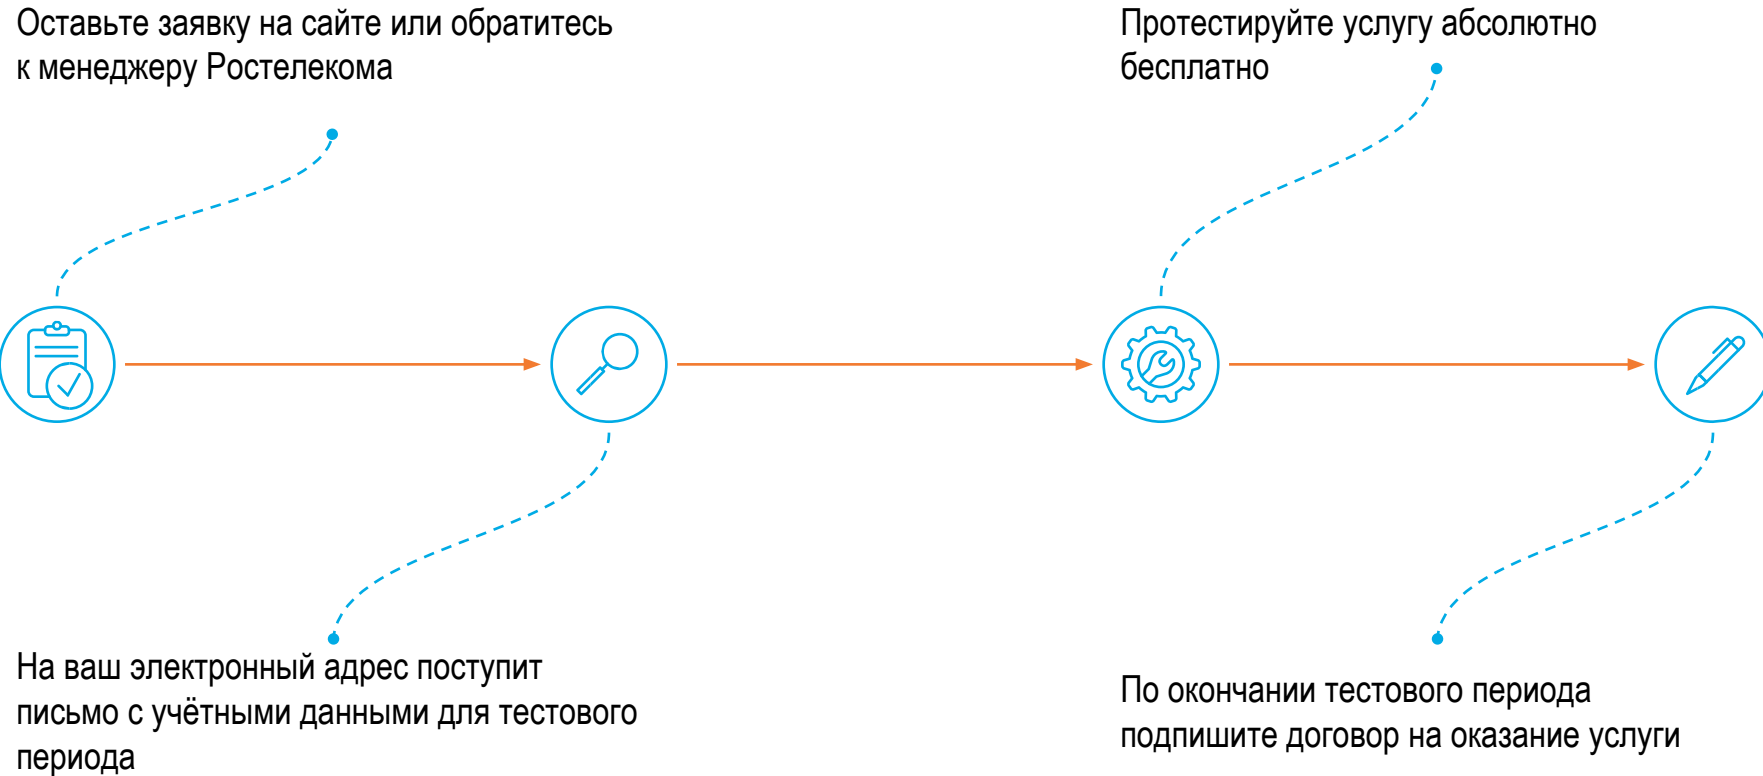 Оставьте заявку на сайте или обратитесь
к менеджеру Ростелекома
На ваш электронный адрес поступит
письмо с учётными данными для тестового
периода
Протестируйте услугу абсолютно
бесплатно
По окончании тестового периода
подпишите договор на оказание услуги